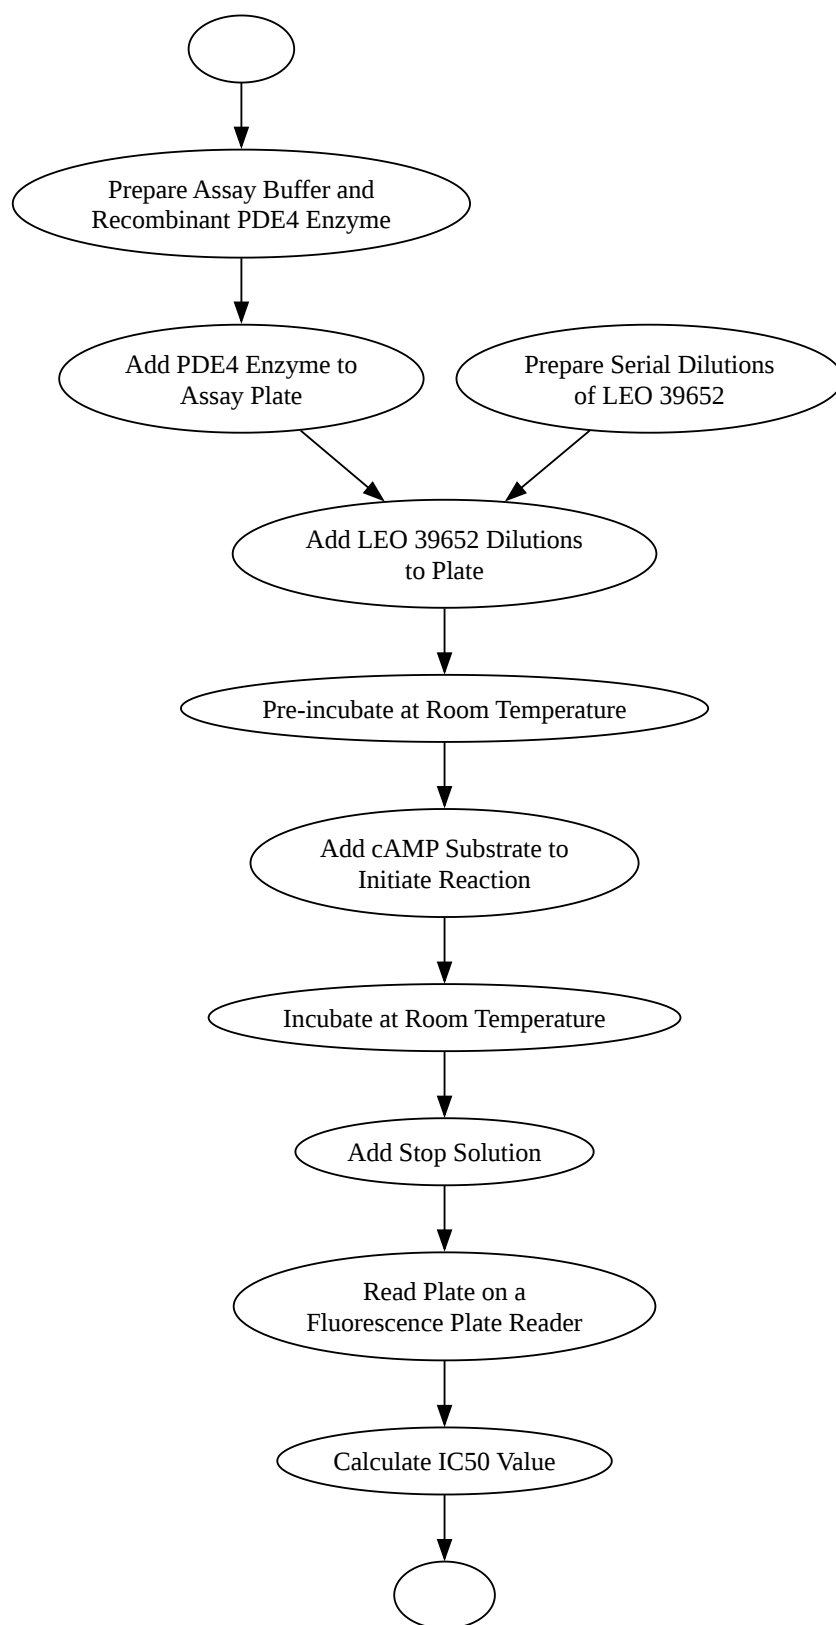 Prepare Assay Buffer and
Recombinant PDE4 Enzyme
Add PDE4 Enzyme to
Assay Plate
Prepare Serial Dilutions
of LEO 39652
Add LEO 39652 Dilutions
to Plate
Pre-incubate at Room Temperature
Add cAMP Substrate to
Initiate Reaction
Incubate at Room Temperature
Add Stop Solution
Read Plate on a
Fluorescence Plate Reader
Calculate IC50 Value